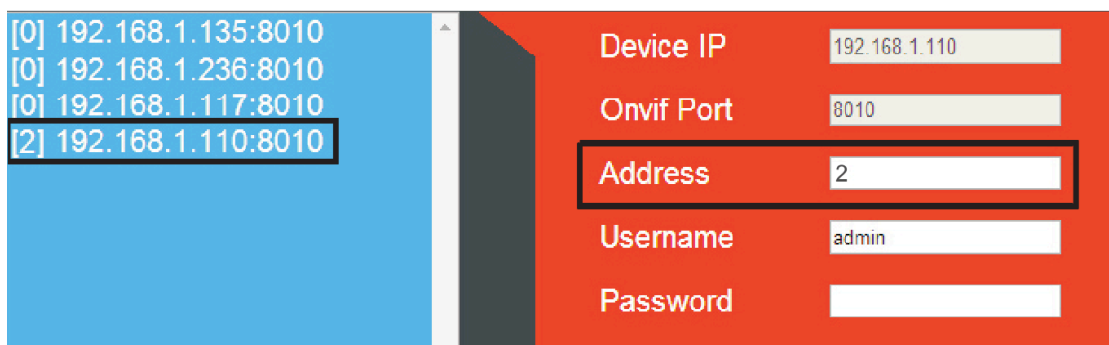 [0] 192.168.1.135:8010
[0] 192.168.1.236:8010
[0] 192.168.1.117:8010
[2] 192.168.1.110:8010
Device IP 192.168.1.110
Onvif Port 8010
Address 2
Username admin
Password